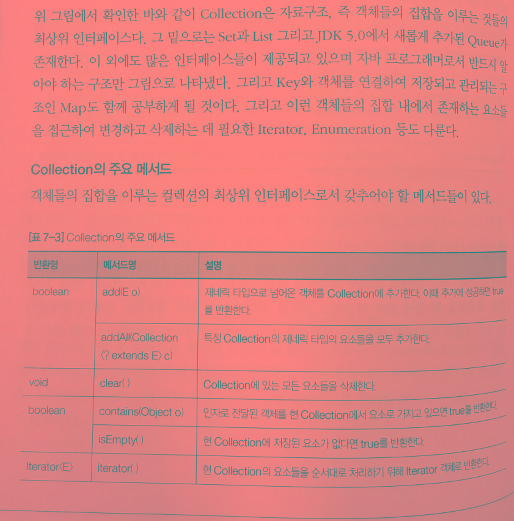 위 그림에서 확인한 바와 같이 Collection은 자료구조, 즉 객체들의 집합을 이루는 것들의
최상위 인터페이스다. 그 밑으로는 Set과 List 그리고 JDK 5.0에서 새롭게 추가된 Queue가
존재한다. 이 외에도 많은 인터페이스들이 제공되고 있으며 자바 프로그래머로서 반드시 알
아야 하는 구조만 그림으로 나타냈다. 그리고 Key와 객체를 연결하여 저장되고 관리되는 구
조인 Map도 함께 공부하게 될 것이다. 그리고 이런 객체들의 집합 내에서 존재하는 요소들
을 접근하여 변경하고 삭제하는 데 필요한 Iterator, Enumeration 등도 다룬다.
Collection의 주요 메서드
객체들의 집합을 이루는 컬렉션의 최상위 인터페이스로서 갖추어야 할 메서드들이 있다.
[표 7-3] Collection의 주요 메서드
반환형 메서드명 설명
boolean add(E o) 제네릭 타입으로 넘어온 객체를 Collection에 추가한다. 이때 추가에 성공하면 true
를 반환한다.
addAll(Collection 특정 Collection의 제네릭 타입의 요소들을 모두 추가한다.
<? extends E> c)
void clear( ) Collection에 있는 모든 요소들을 삭제한다.
boolean contains(Object o) 인자로 전달된 객체를 현 Collection에서 요소로 가지고 있으면 true를 반환한다.
isEmpty( ) 현 Collection에 저장된 요소가 없다면 true를 반환한다.
Iterator<E> iterator( ) 현 Collection의 요소들을 순서대로 처리하기 위해 Iterator 객체로 반환한다.